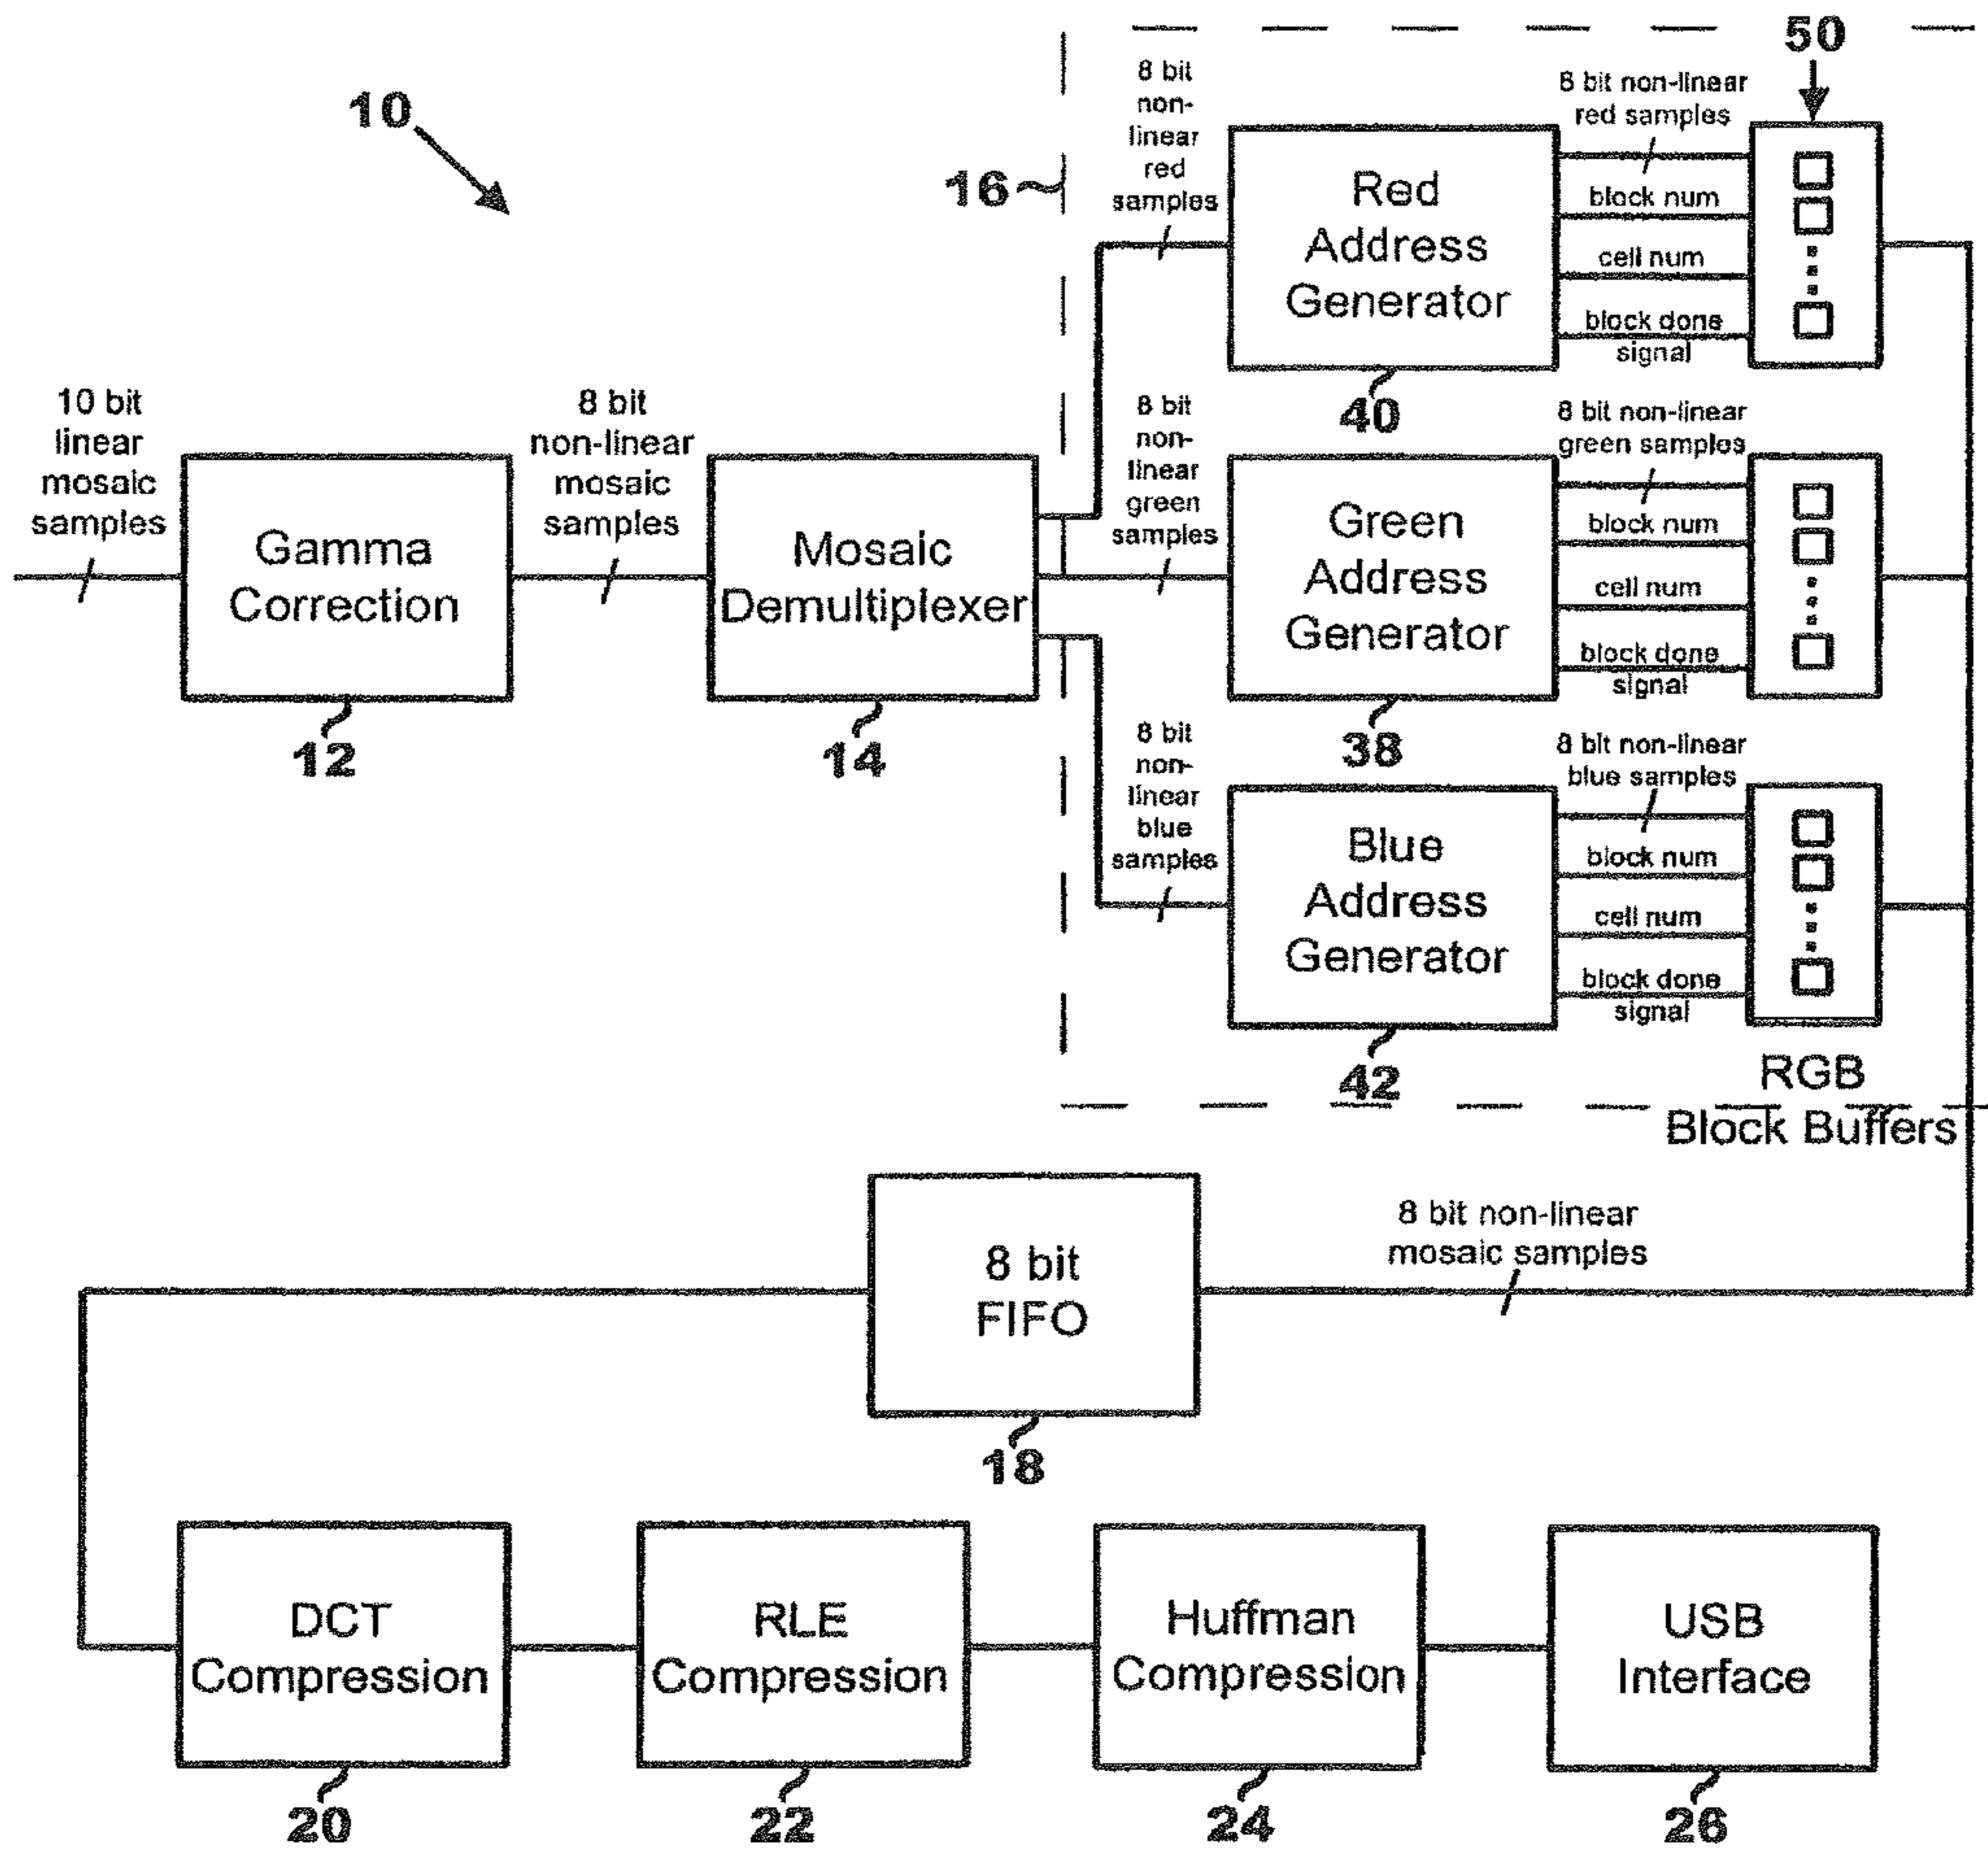 10
16
50
10 bit
linear
mosaic
samples
Gamma
Correction
12
8 bit
non-linear
mosaic
samples
Mosaic
Demultiplexer
14
8 bit
non-
linear
red
samples
Red
Address
Generator
40
8 bit non-linear
red samples
block num
cell num
block done
signal
8 bit
non-
linear
green
samples
Green
Address
Generator
38
8 bit non-linear
green samples
block num
cell num
block done
signal
8 bit
non-
linear
blue
samples
Blue
Address
Generator
42
8 bit non-linear
blue samples
block num
cell num
block done
signal
RGB
Block Buffers
8 bit non-linear
mosaic samples
8 bit
FIFO
18
DCT
Compression
20
RLE
Compression
22
Huffman
Compression
24
USB
Interface
26